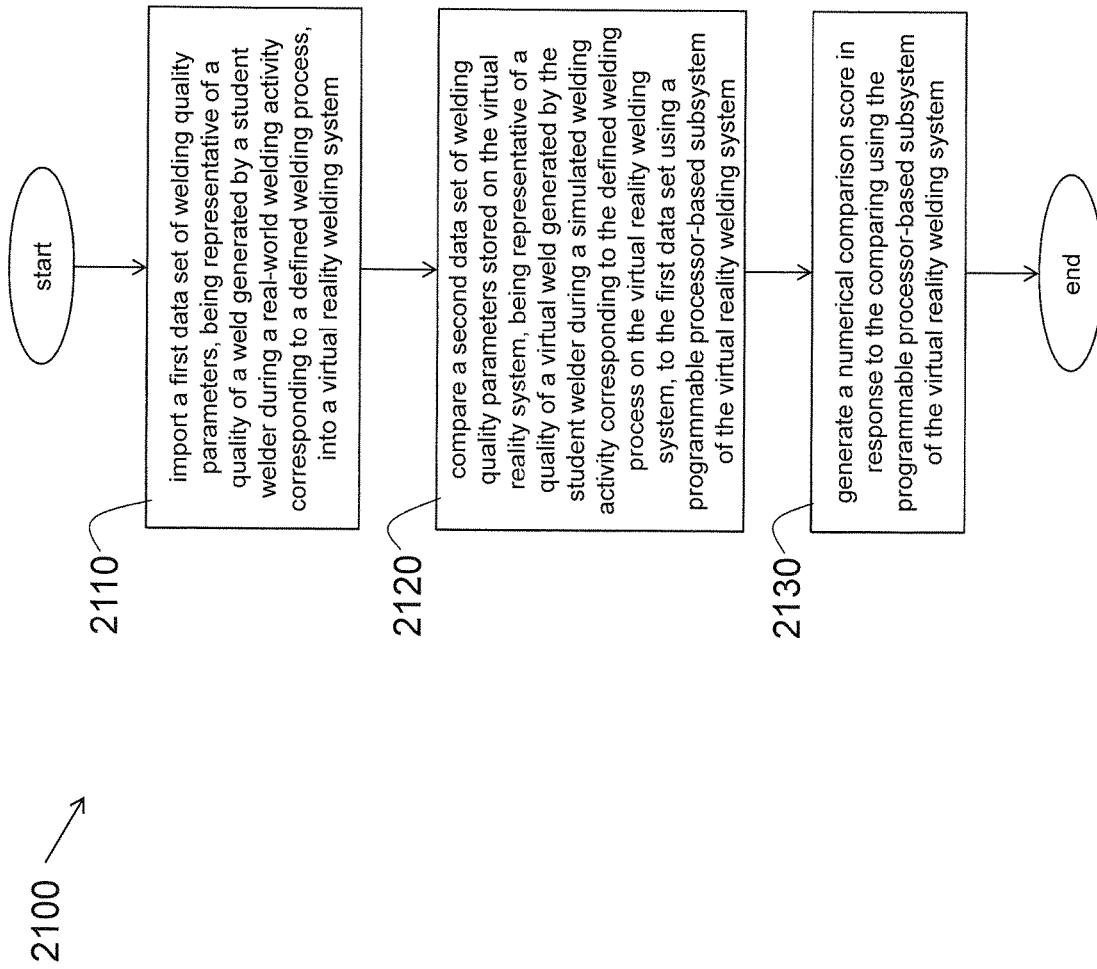 2100
start
2110
import a first data set of welding quality
parameters, being representative of a
quality of a weld generated by a student
welder during a real-world welding activity
corresponding to a defined welding process,
into a virtual reality welding system
2120
compare a second data set of welding
quality parameters stored on the virtual
reality system, being representative of a
quality of a virtual weld generated by the
student welder during a simulated welding
activity corresponding to the defined welding
process on the virtual reality welding
system, to the first data set using a
programmable processor-based subsystem
of the virtual reality welding system
2130
generate a numerical comparison score in
response to the comparing using the
programmable processor-based subsystem
of the virtual reality welding system
end